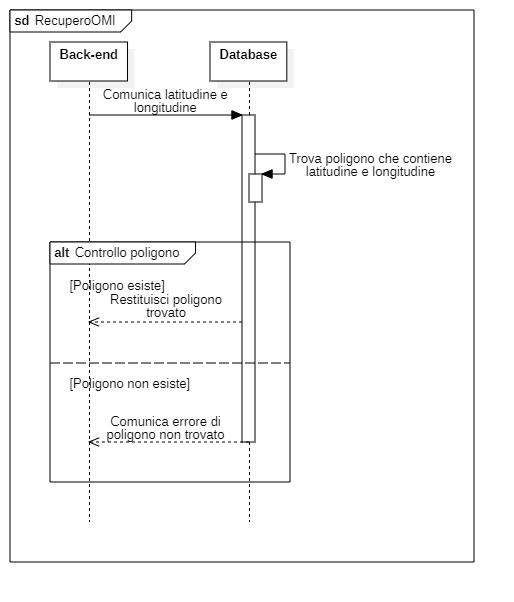 sd RecuperoOMI
Back-end
Database
Comunica latitudine e
longitudine
Trova poligono che contiene
latitudine e longitudine
alt Controllo poligono
[Poligono esiste]
Restituisci poligono
trovato
[Poligono non esiste]
Comunica errore di
poligono non trovato